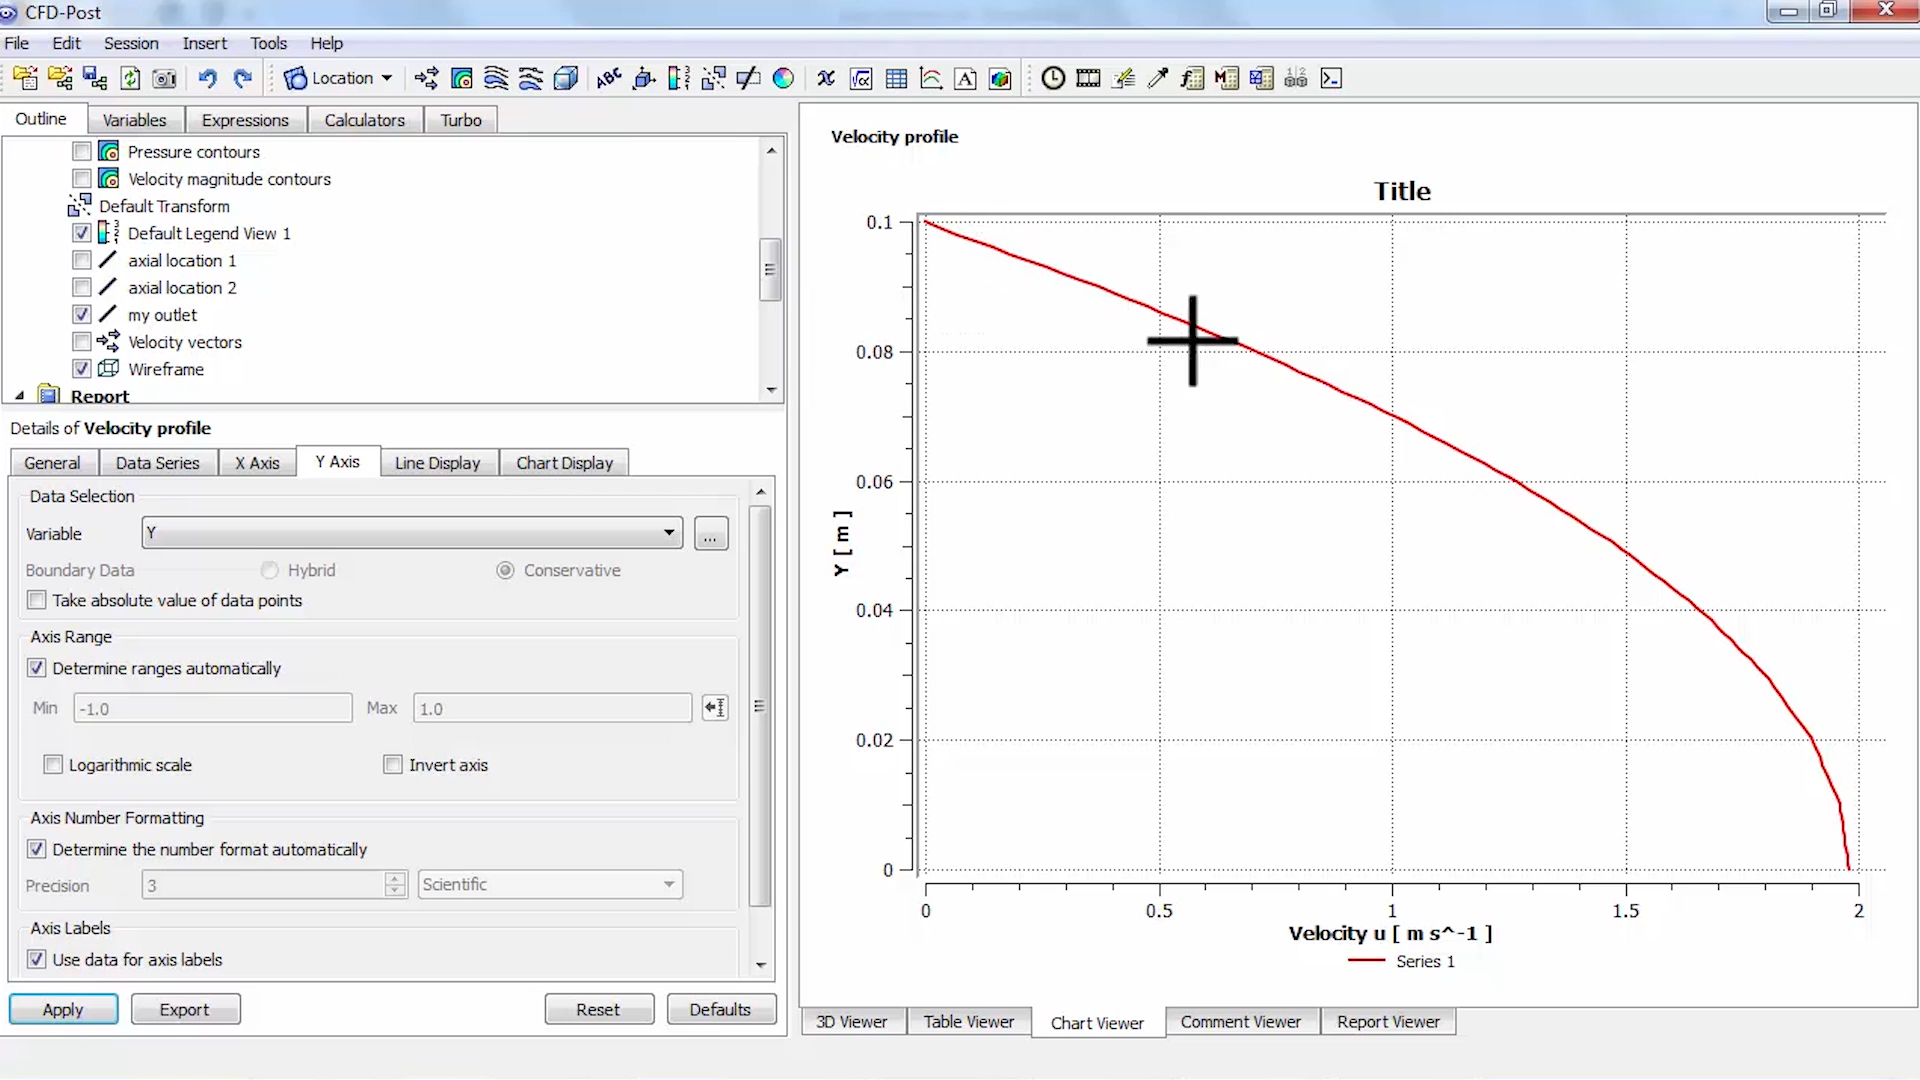 CFD-Post
File Edit Session Insert Tools Help
Location
Outline Variables Expressions Calculators Turbo
Pressure contours
Velocity magnitude contours
Default Transform
Default Legend View 1
axial location 1
axial location 2
my outlet
Velocity vectors
Wireframe
Report
Details of Velocity profile
General Data Series X Axis Y Axis Line Display Chart Display
Data Selection
Variable Y ...
Boundary Data Hybrid Conservative
Take absolute value of data points
Axis Range
Determine ranges automatically
Min -1.0 Max 1.0
Logarithmic scale Invert axis
Axis Number Formatting
Determine the number format automatically
Precision 3 Scientific
Axis Labels
Use data for axis labels
Apply Export Reset Defaults
Velocity profile
Title
0.1
0.08
0.06
0.04
0.02
0
Y [ m ]
0 0.5 1 1.5 2
Velocity u [ m s^-1 ]
Series 1
3D Viewer Table Viewer Chart Viewer Comment Viewer Report Viewer